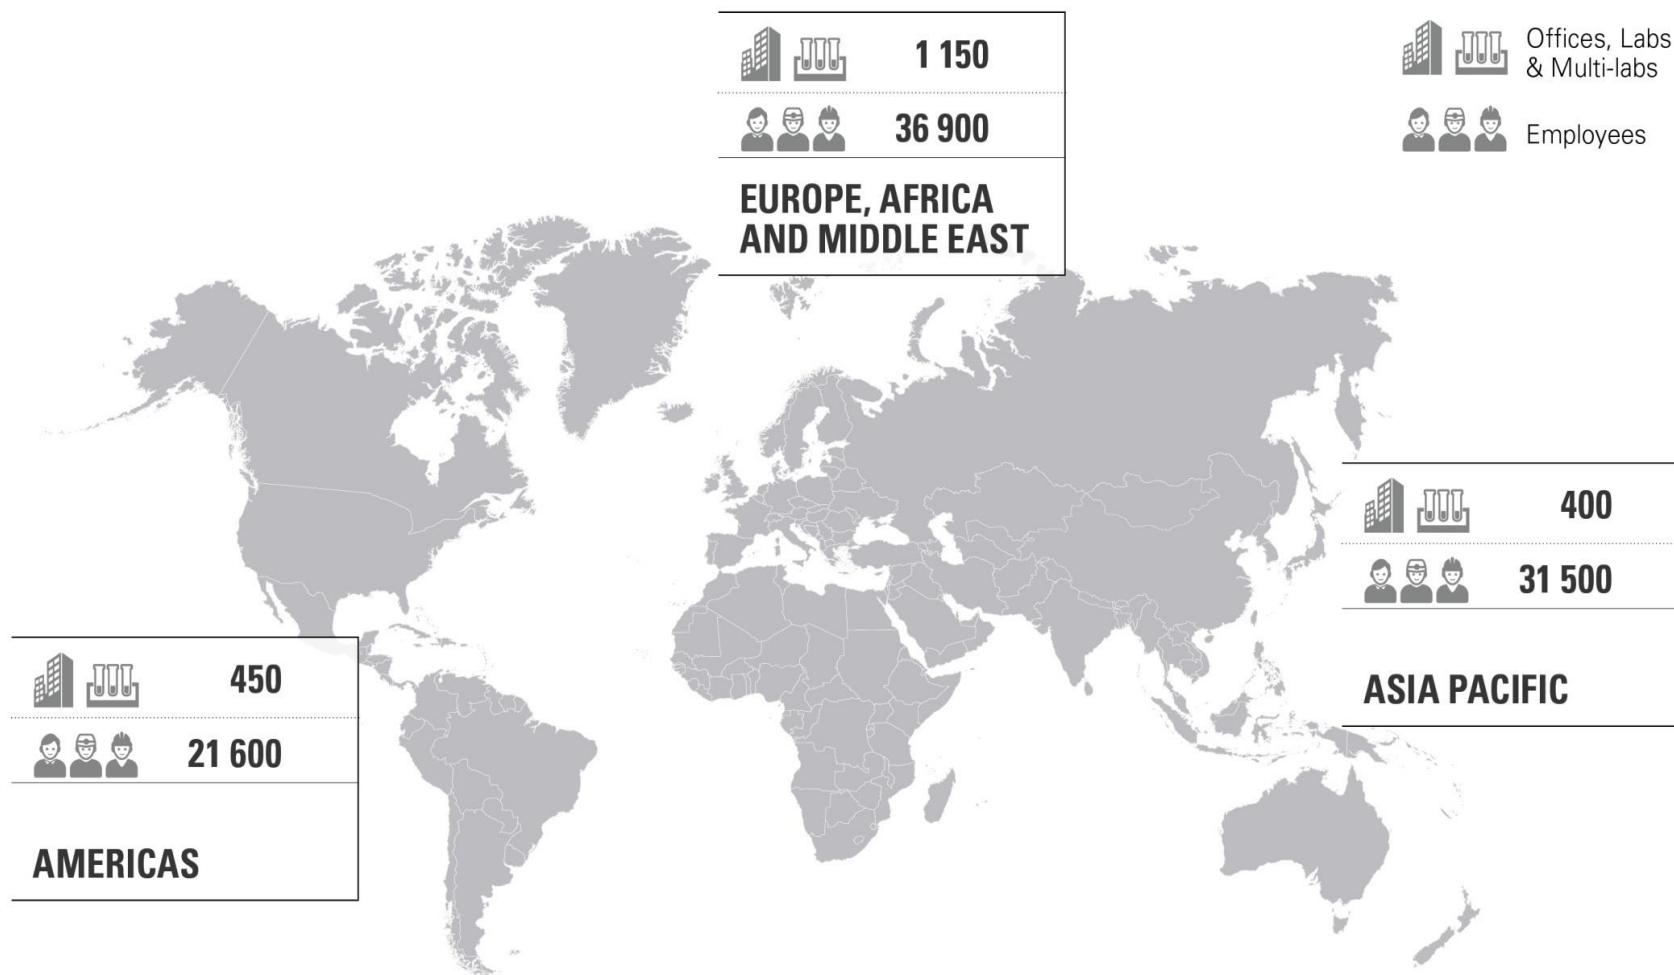 1 150
36 900
EUROPE, AFRICA
AND MIDDLE EAST
Offices, Labs
& Multi-labs
Employees
400
31 500
ASIA PACIFIC
450
21 600
AMERICAS